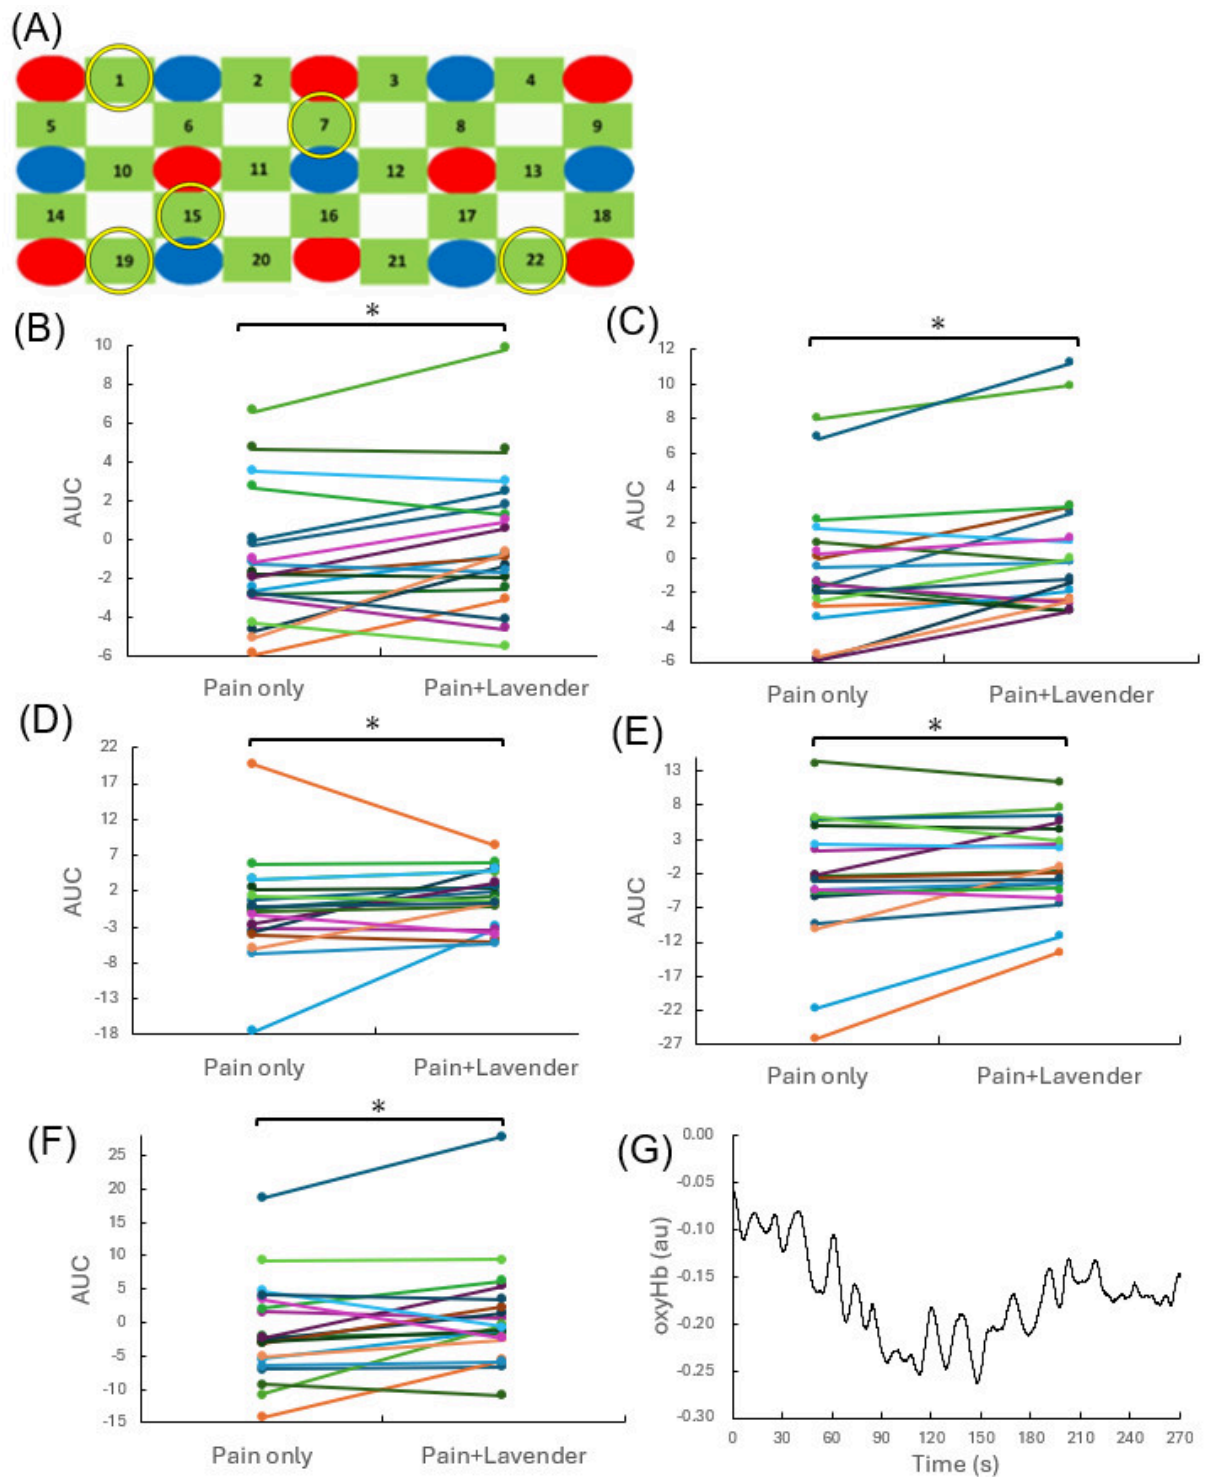 (A)
1 2 3 4
5 6 7 8 9
10 11 12 13
14 15 16 17 18
19 20 21 22
(B)
*
10
8
6
4
2
0
-2
-4
-6
AUC
Pain only Pain+Lavender
(C)
*
12
10
8
6
4
2
0
-2
-4
-6
AUC
Pain only Pain+Lavender
(D)
*
22
17
12
7
2
-3
-8
-13
-18
AUC
Pain only Pain+Lavender
(E)
*
13
8
3
-2
-7
-12
-17
-22
-27
AUC
Pain only Pain+Lavender
(F)
*
25
20
15
10
5
0
-5
-10
-15
AUC
Pain only Pain+Lavender
(G)
0.00
-0.05
-0.10
-0.15
-0.20
-0.25
-0.30
oxyHb (au)
0 30 60 90 120 150 180 210 240 270
Time (s)